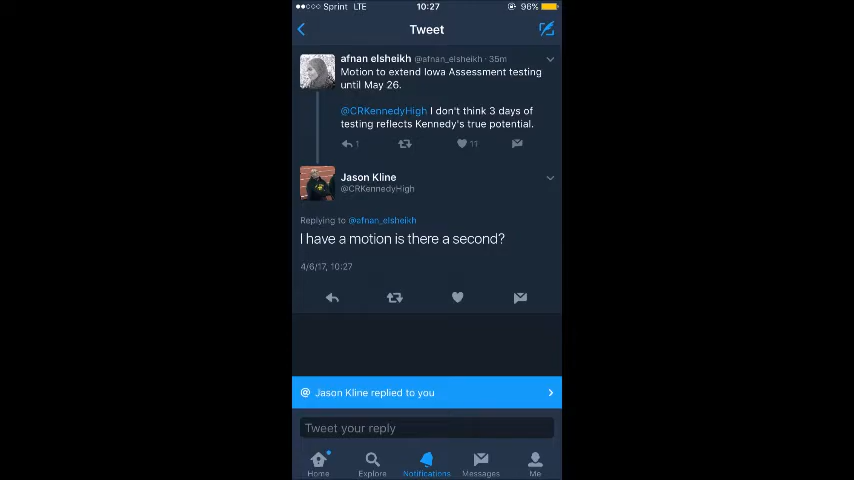 Sprint LTE 10:27 96%
Tweet
afnan elsheikh @afnan_elsheikh · 35m
Motion to extend Iowa Assessment testing
until May 26.
@CRKennedyHigh I don't think 3 days of
testing reflects Kennedy's true potential.
1 11
Jason Kline
@CRKennedyHigh
Replying to @afnan_elsheikh
I have a motion is there a second?
4/6/17, 10:27
@ Jason Kline replied to you
Tweet your reply
Home Explore Notifications Messages Me